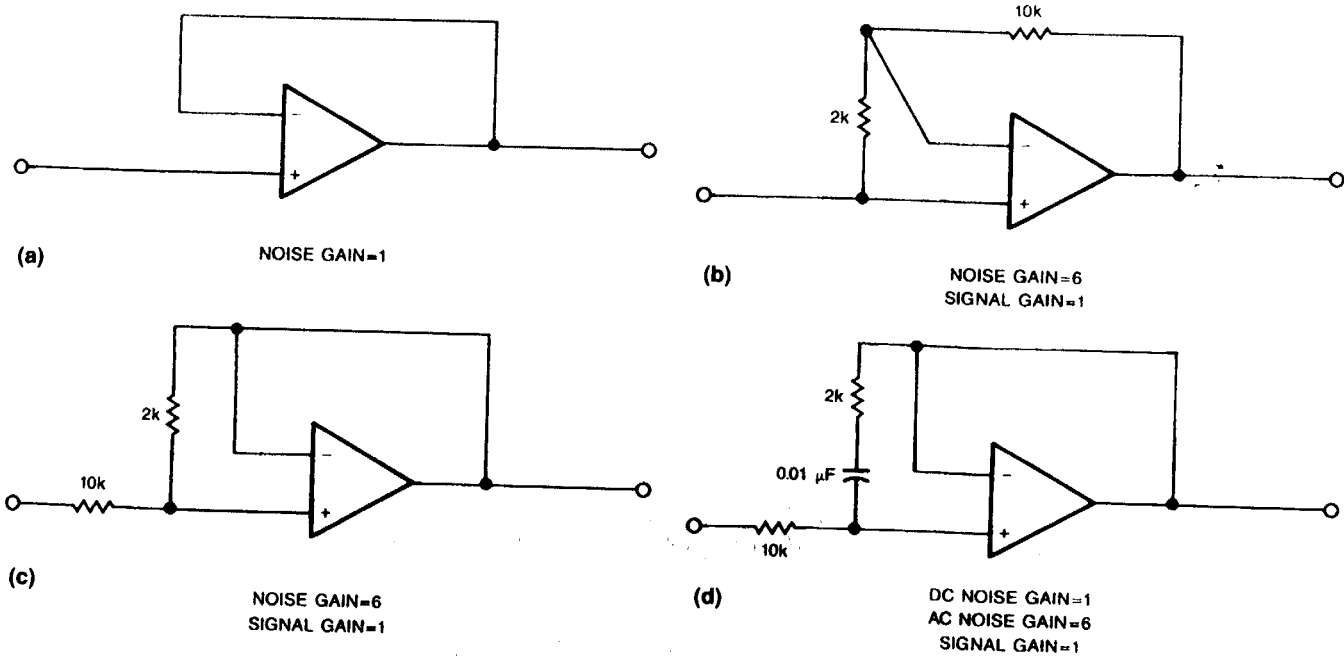 10k
2k
−
+
(a)
NOISE GAIN=1
−
+
(b)
NOISE GAIN=6
SIGNAL GAIN=1
2k
10k
−
+
(c)
NOISE GAIN=6
SIGNAL GAIN=1
2k
0.01 μF
10k
−
+
(d)
DC NOISE GAIN=1
AC NOISE GAIN=6
SIGNAL GAIN=1